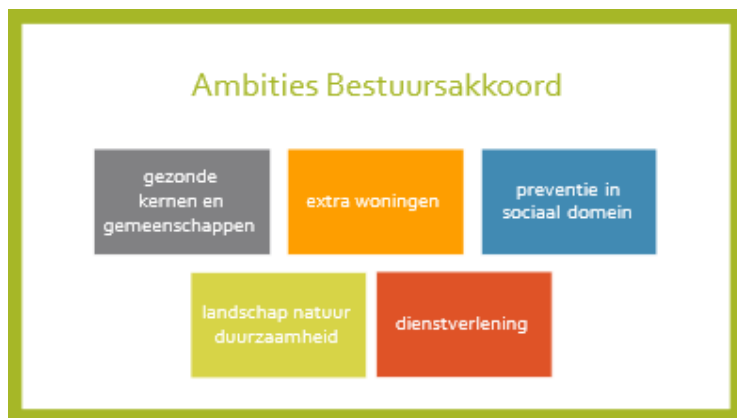 Ambities Bestuursakkoord
gezonde
kernen en
gemeenschappen
extra woningen
preventie in
sociaal domein
landschap natuur
duurzaamheid
dienstverlening